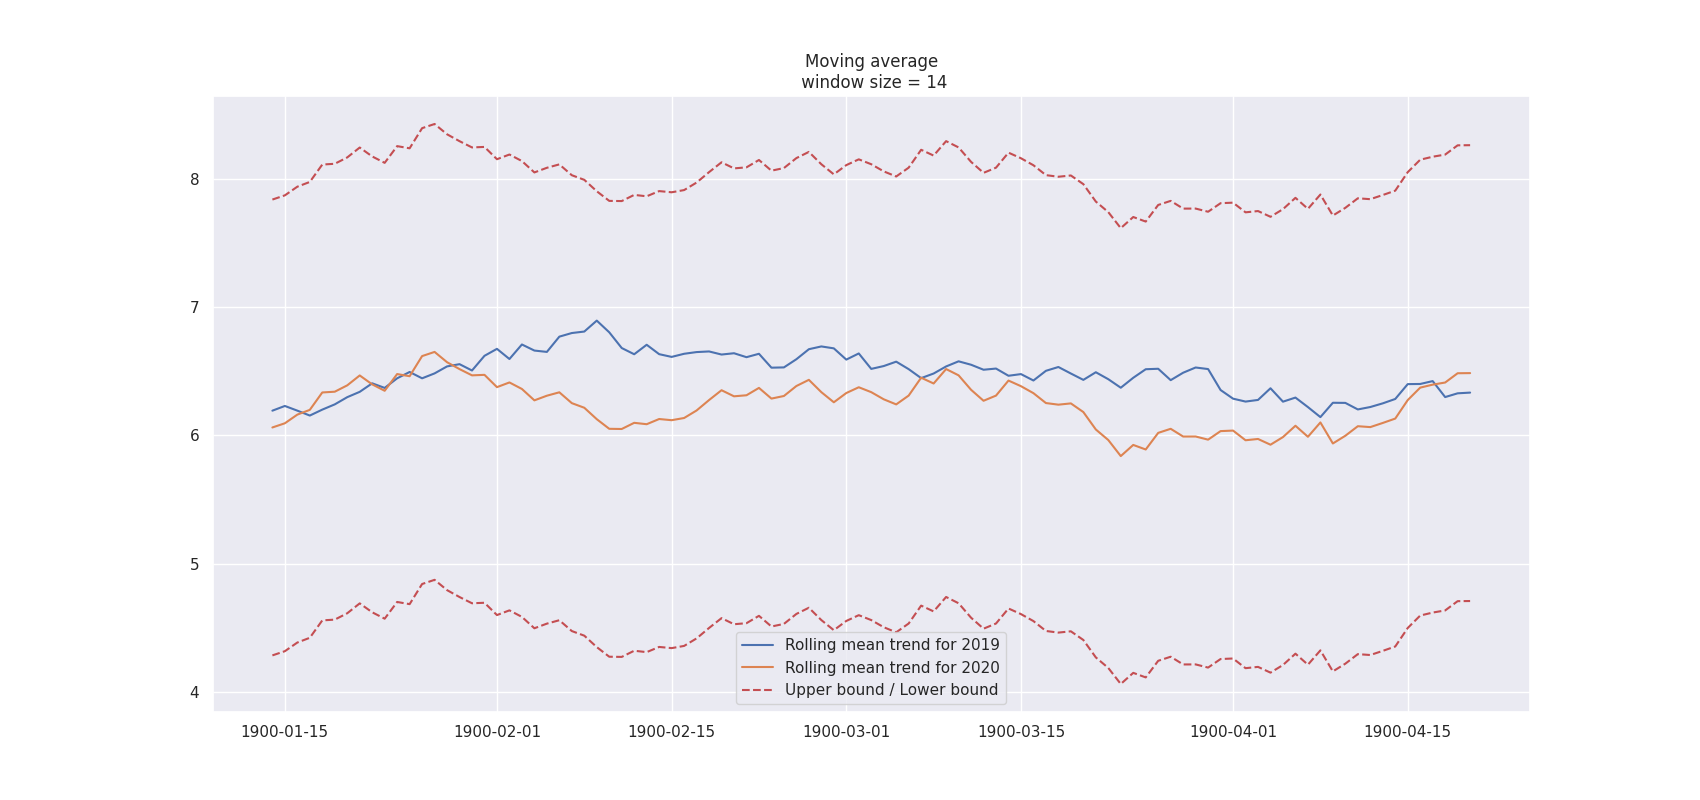 Moving average
window size = 14
8
7
6
5
4
Rolling mean trend for 2019
Rolling mean trend for 2020
Upper bound / Lower bound
1900-01-15 1900-02-01 1900-02-15 1900-03-01 1900-03-15 1900-04-01 1900-04-15